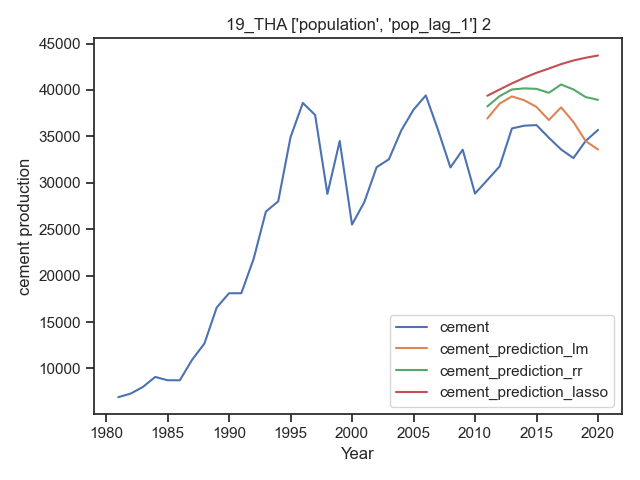 19_THA ['population', 'pop_lag_1'] 2
45000
40000
35000
30000
25000
20000
15000
10000
cement production
1980 1985 1990 1995 2000 2005 2010 2015 2020
Year
cement
cement_prediction_lm
cement_prediction_rr
cement_prediction_lasso